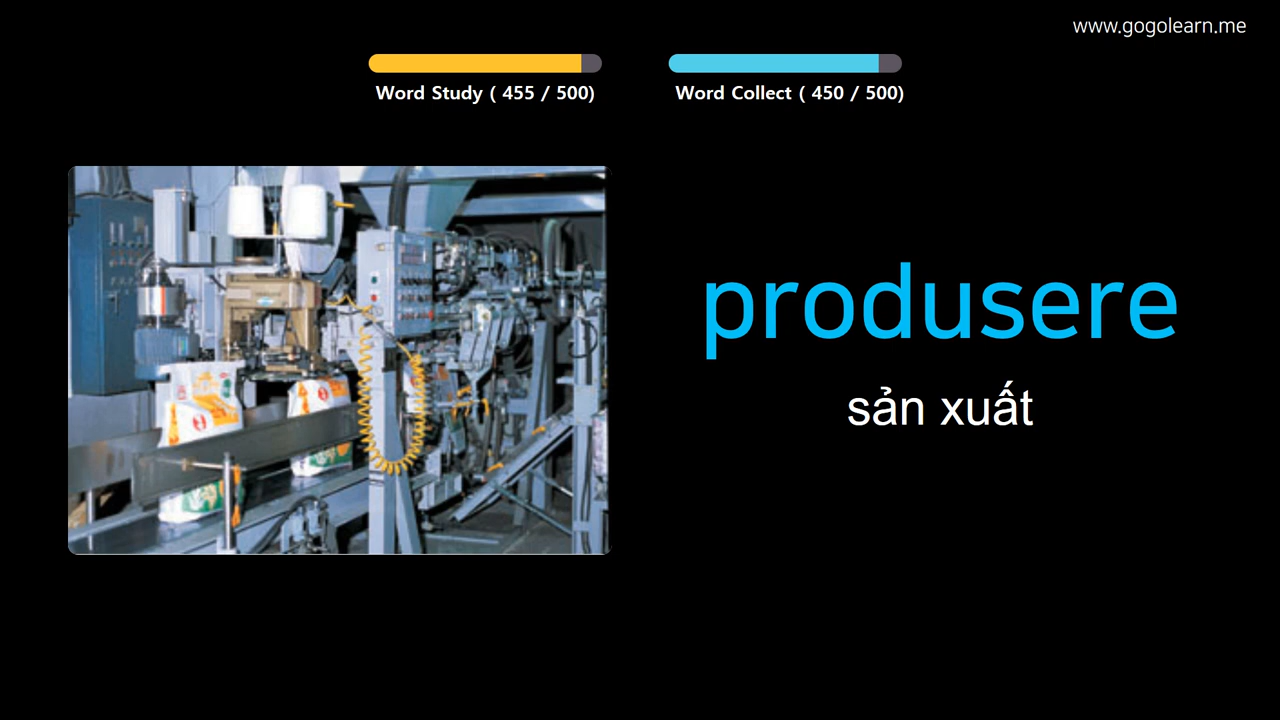 www.gogolearn.me
Word Study ( 455 / 500)
Word Collect ( 450 / 500)
produsere
sản xuất